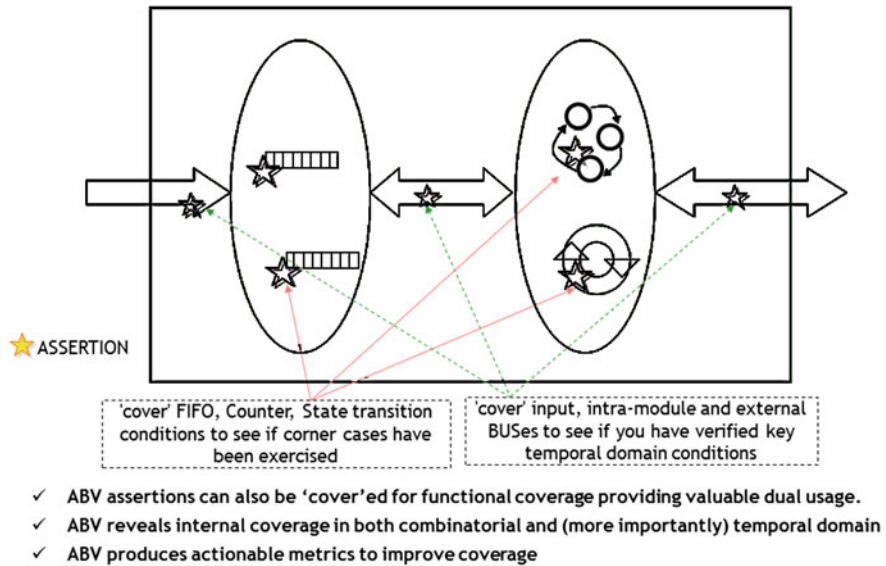 ASSERTION
'cover' FIFO, Counter, State transition
conditions to see if corner cases have
been exercised
'cover' input, intra-module and external
BUSes to see if you have verified key
temporal domain conditions
✓ ABV assertions can also be ‘cover’ed for functional coverage providing valuable dual usage.
✓ ABV reveals internal coverage in both combinatorial and (more importantly) temporal domain
✓ ABV produces actionable metrics to improve coverage